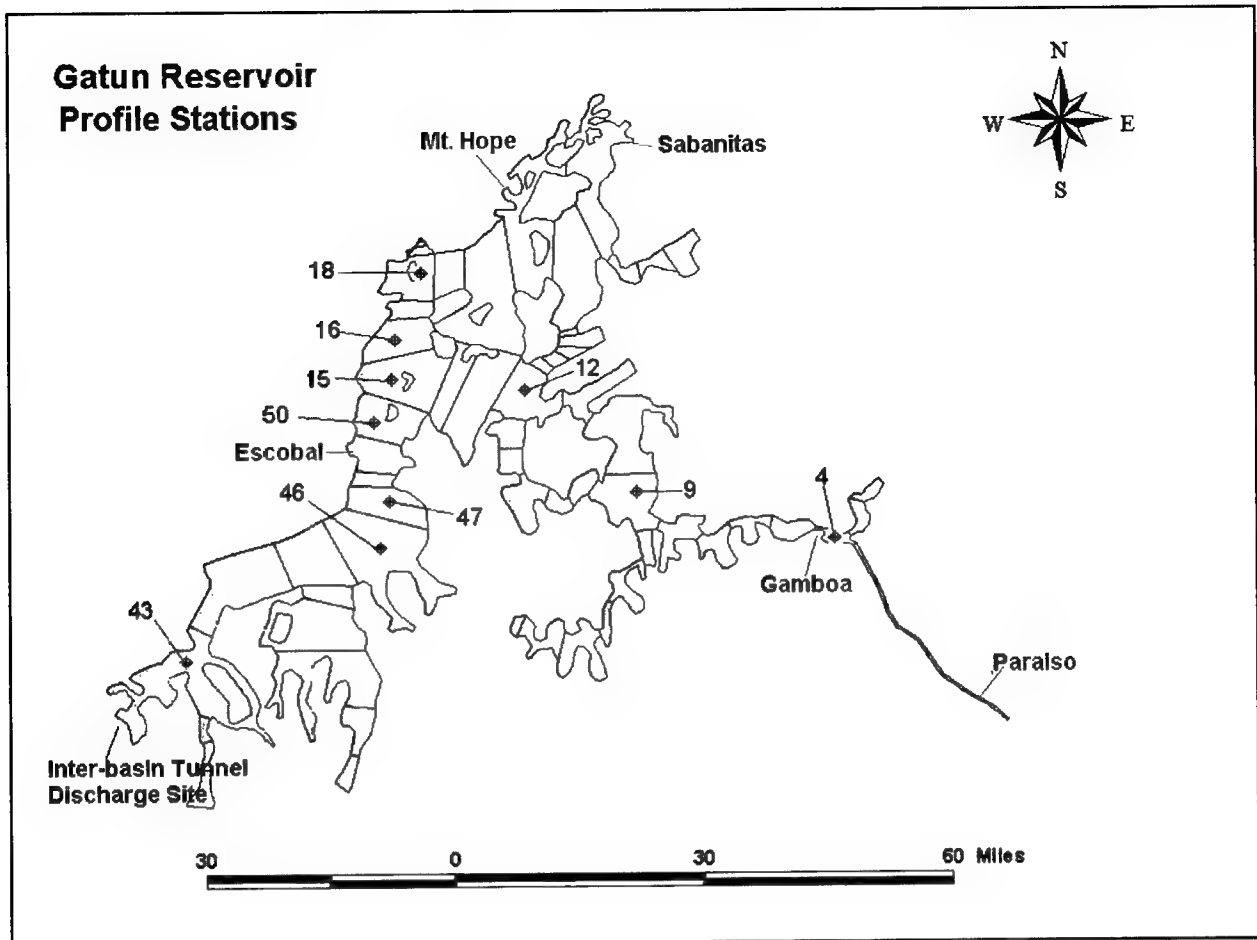 Gatun Reservoir
Profile Stations
N
W
E
S
Mt. Hope
Sabanitas
18
16
15
12
50
Escobal
46
47
9
4
Gamboa
43
Paraiso
Inter-basin Tunnel
Discharge Site
30
0
30
60 Miles